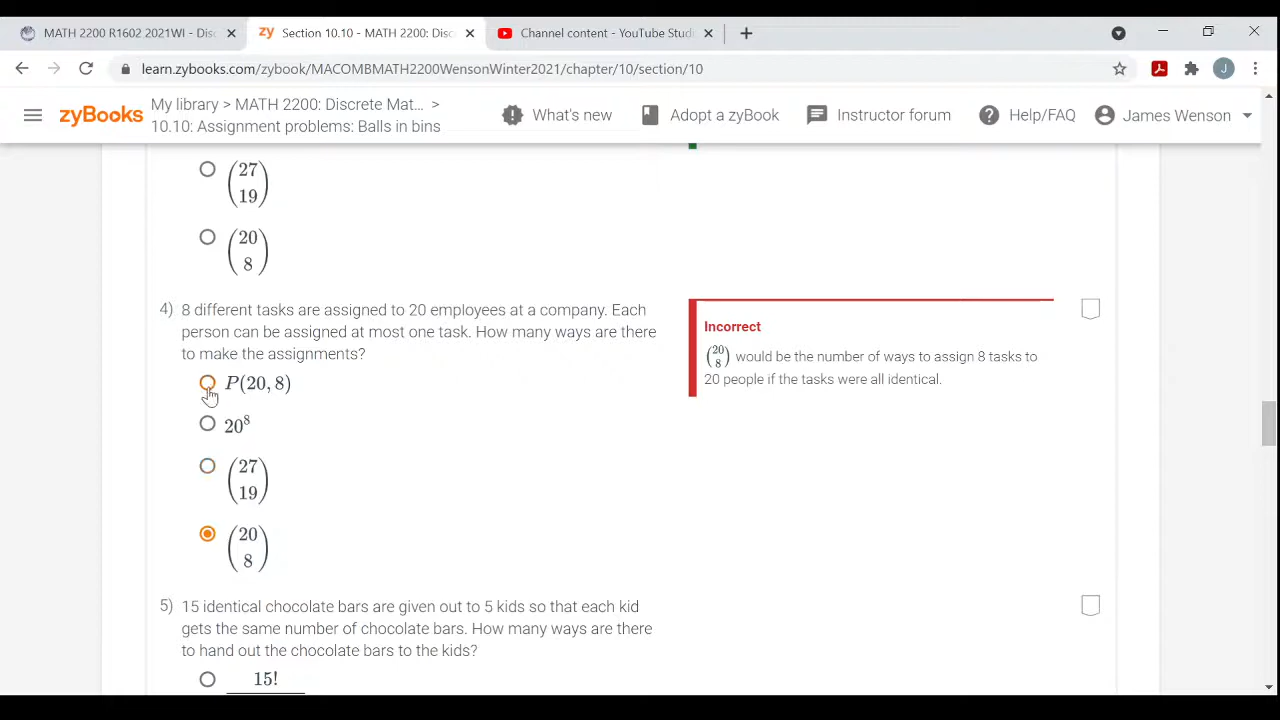 MATH 2200 R1602 2021WI - Disc
zy Section 10.10 - MATH 2200: Disc
Channel content - YouTube Studi
learn.zybooks.com/zybook/MACOMBMATH2200WensonWinter2021/chapter/10/section/10
J
zyBooks
My library > MATH 2200: Discrete Mat... >
10.10: Assignment problems: Balls in bins
What's new
Adopt a zyBook
Instructor forum
Help/FAQ
James Wenson
(27
19)
(20
8)
4) 8 different tasks are assigned to 20 employees at a company. Each
person can be assigned at most one task. How many ways are there
to make the assignments?
P(20, 8)
20⁸
(27
19)
(20
8)
Incorrect
(20 8) would be the number of ways to assign 8 tasks to
20 people if the tasks were all identical.
5) 15 identical chocolate bars are given out to 5 kids so that each kid
gets the same number of chocolate bars. How many ways are there
to hand out the chocolate bars to the kids?
15!